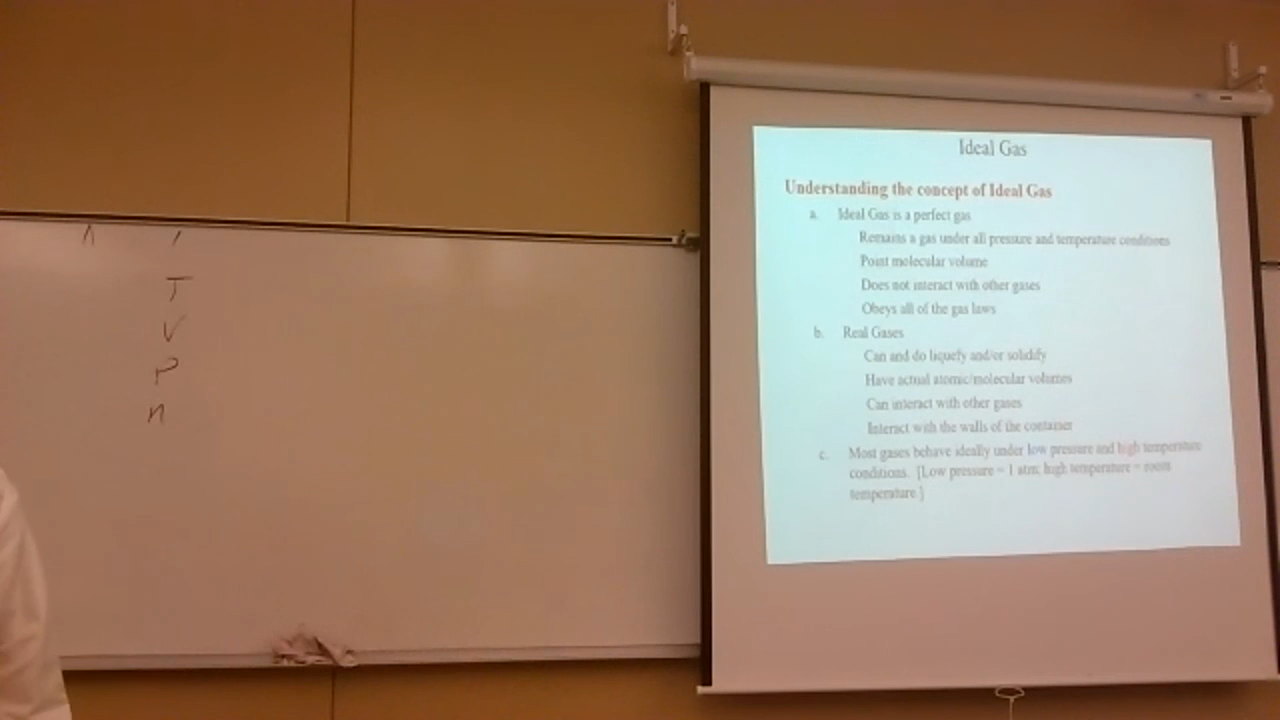 T
V
P
n
Ideal Gas
Understanding the concept of Ideal Gas
a. Ideal Gas is a perfect gas
Remains a gas under all pressure and temperature conditions
Point molecular volume
Does not interact with other gases
Obeys all of the gas laws
b. Real Gases
Can and do liquefy and/or solidify
Have actual atomic/molecular volumes
Can interact with other gases
Interact with the walls of the container
c. Most gases behave ideally under low pressure and high temperature
conditions. [Low pressure = 1 atm; high temperature = room
temperature]